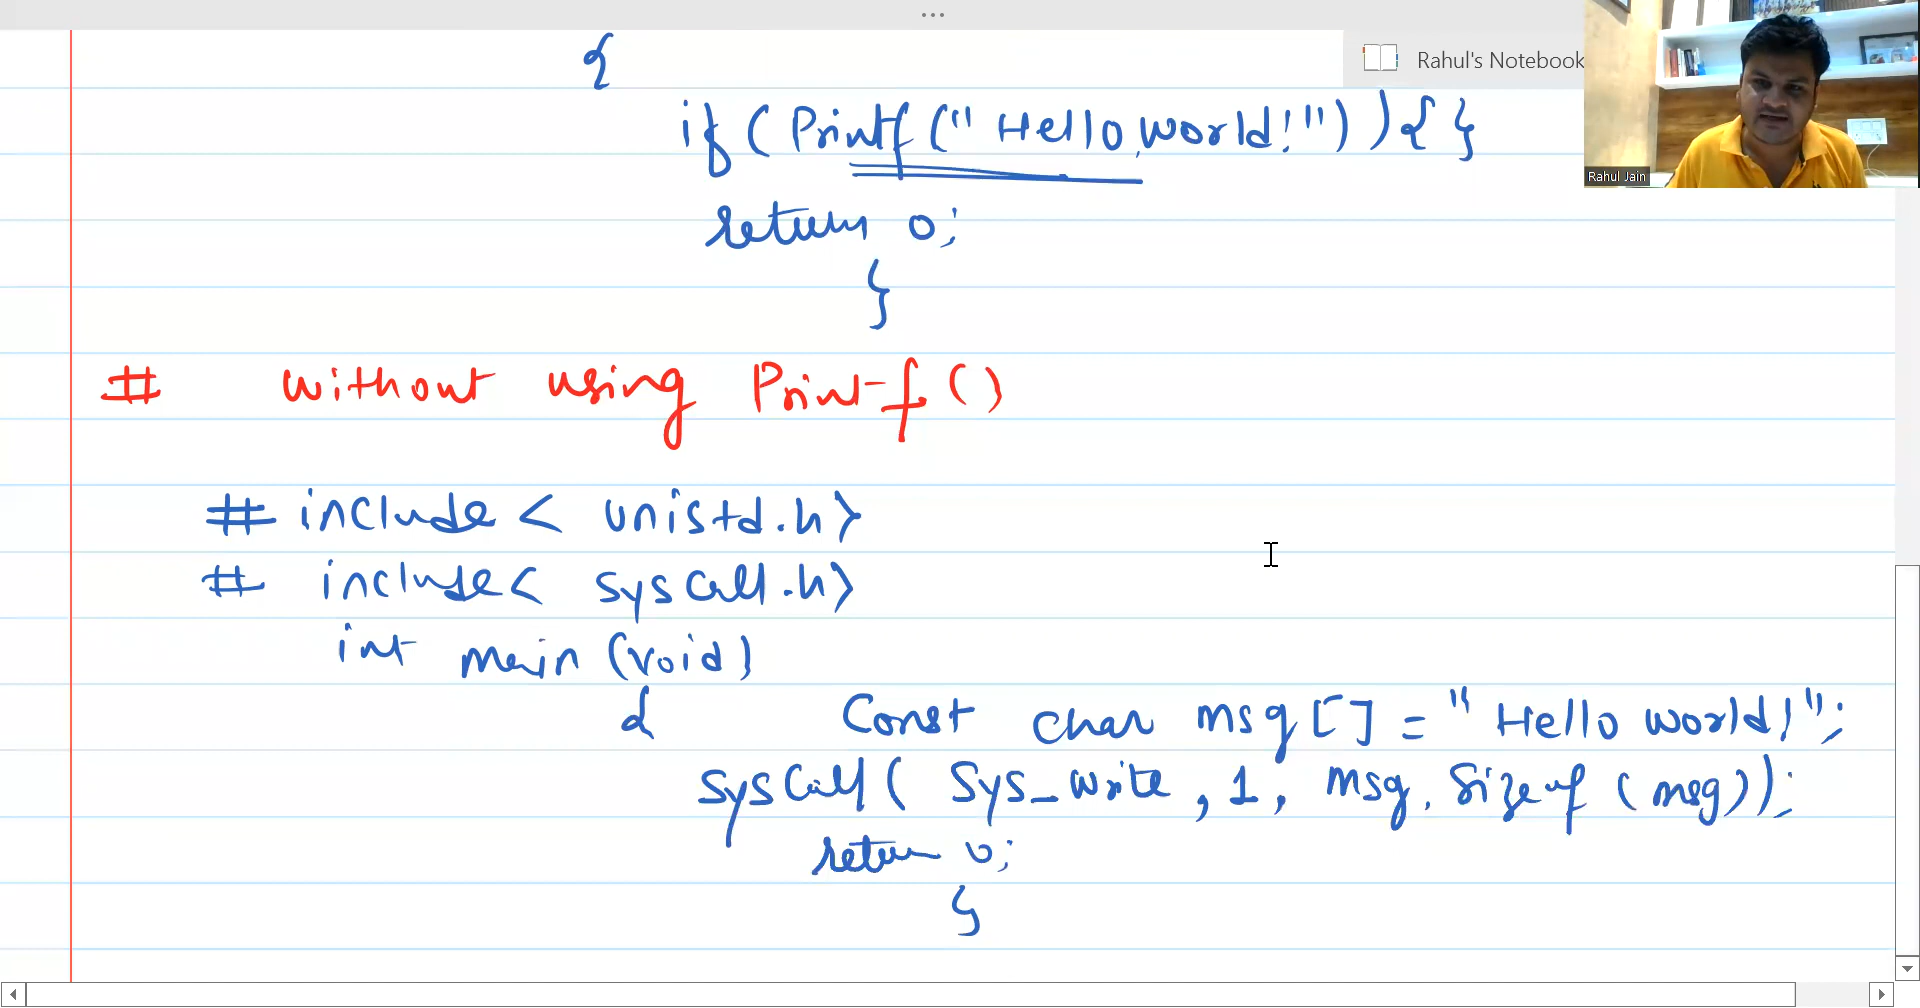 Rahul's Notebook
Rahul Jain
{
if ( Printf (" Hello, world! ") ) { }
return 0;
}
# without using Printf ()
# include < unistd.h>
# include < syscall.h>
int main (void)
{ Const char msg [] = " Hello world! ";
sysCall ( Sys_write , 1, msg, Sizeof (msg));
return 0;
}